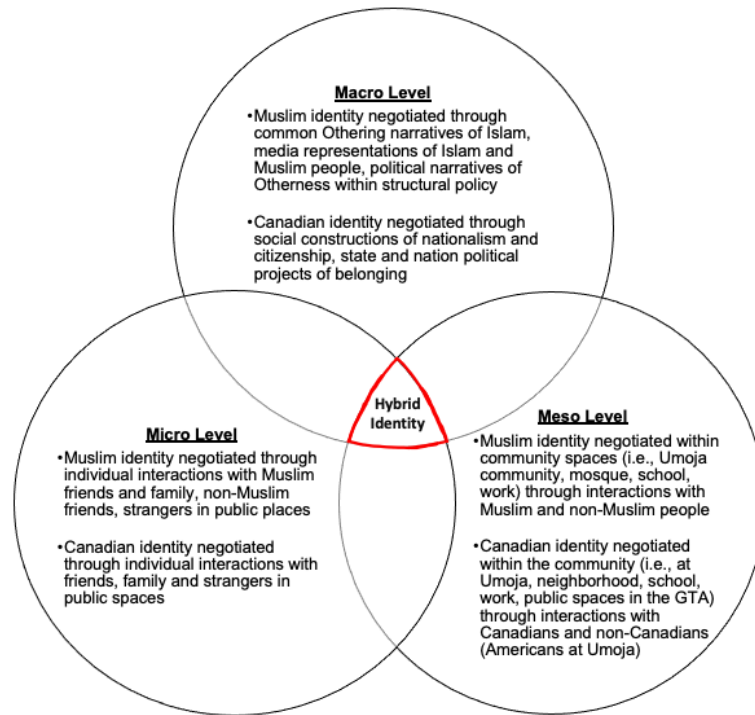 Macro Level
•Muslim identity negotiated through
common Othering narratives of Islam,
media representations of Islam and
Muslim people, political narratives of
Otherness within structural policy
•Canadian identity negotiated through
social constructions of nationalism and
citizenship, state and nation political
projects of belonging
Hybrid
Identity
Micro Level
•Muslim identity negotiated through
individual interactions with Muslim
friends and family, non-Muslim
friends, strangers in public places
•Canadian identity negotiated
through individual interactions with
friends, family and strangers in
public spaces
Meso Level
•Muslim identity negotiated within
community spaces (i.e., Umoja
community, mosque, school,
work) through interactions with
Muslim and non-Muslim people
•Canadian identity negotiated
within the community (i.e., at
Umoja, neighborhood, school,
work, public spaces in the GTA)
through interactions with
Canadians and non-Canadians
(Americans at Umoja)